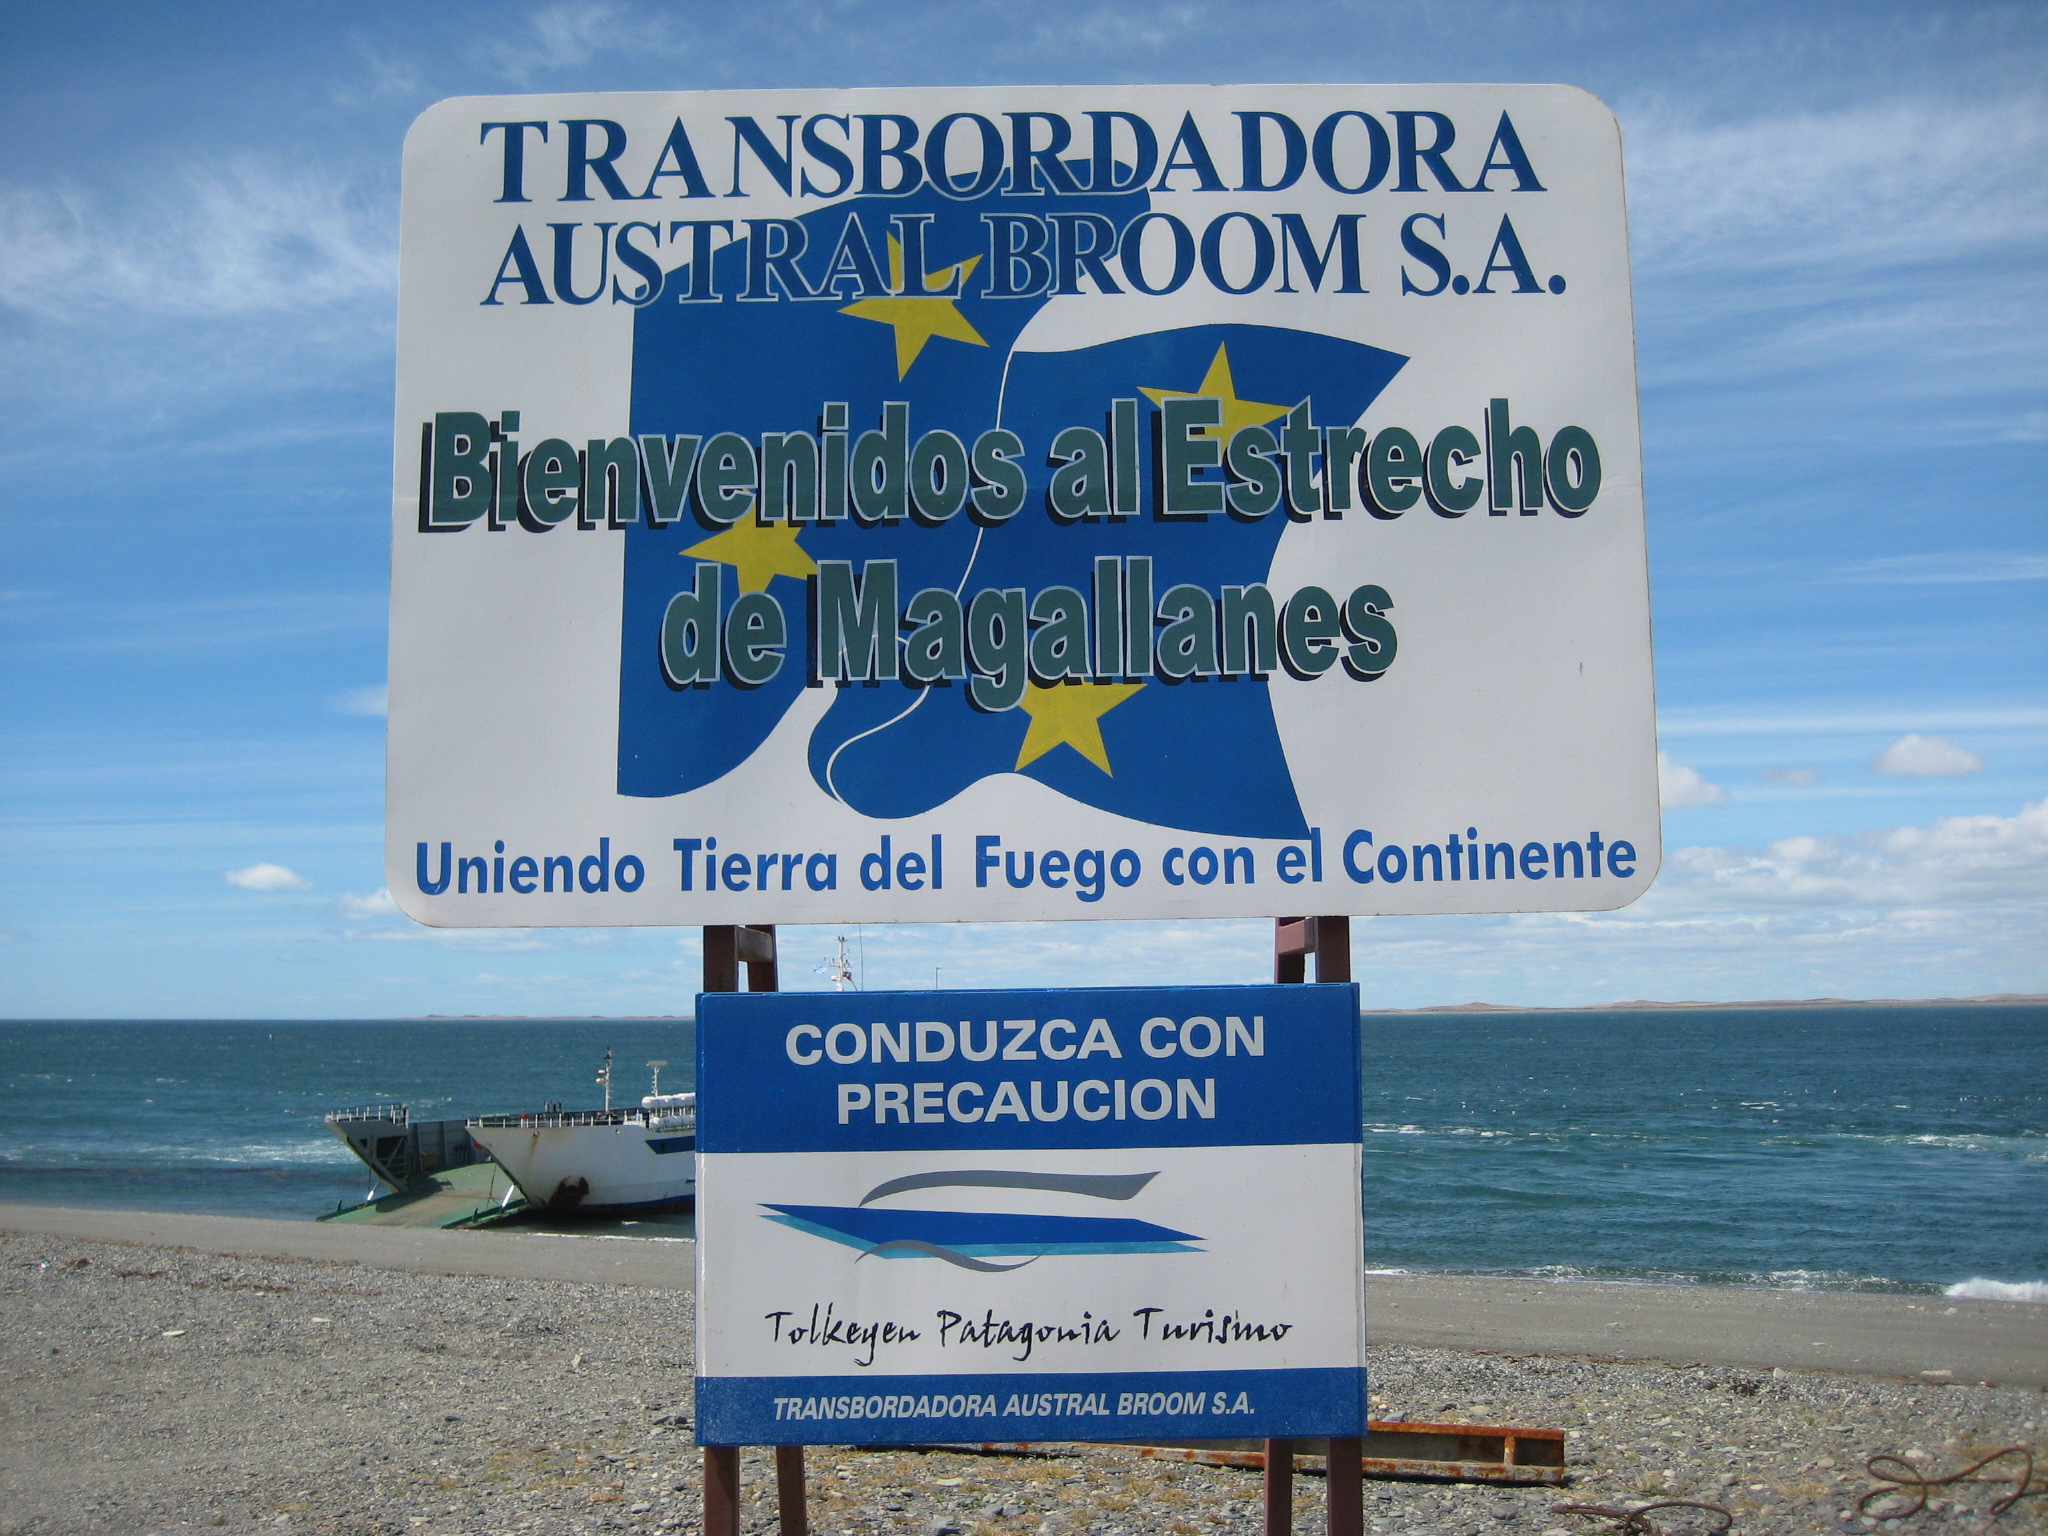 TRANSBORDADORA
AUSTRAL BROOM S.A.
Bienvenidos al Estrecho
de Magallanes
Uniendo Tierra del Fuego con el Continente
CONDUZCA CON
PRECAUCION
Tolkeyen Patagonia Turismo
TRANSBORDADORA AUSTRAL BROOM S.A.